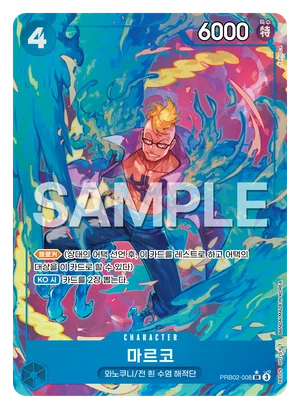 4
6000
특수
特
SAMPLE
블로커 (상대의 어택 선언 후, 이 카드를 레스트로 하고 어택의
대상을 이 카드로 할 수 있다)
KO 시 카드를 2장 뽑는다.
CHARACTER
마르코
와노쿠니/전 흰 수염 해적단
PRB02-008 SR 3